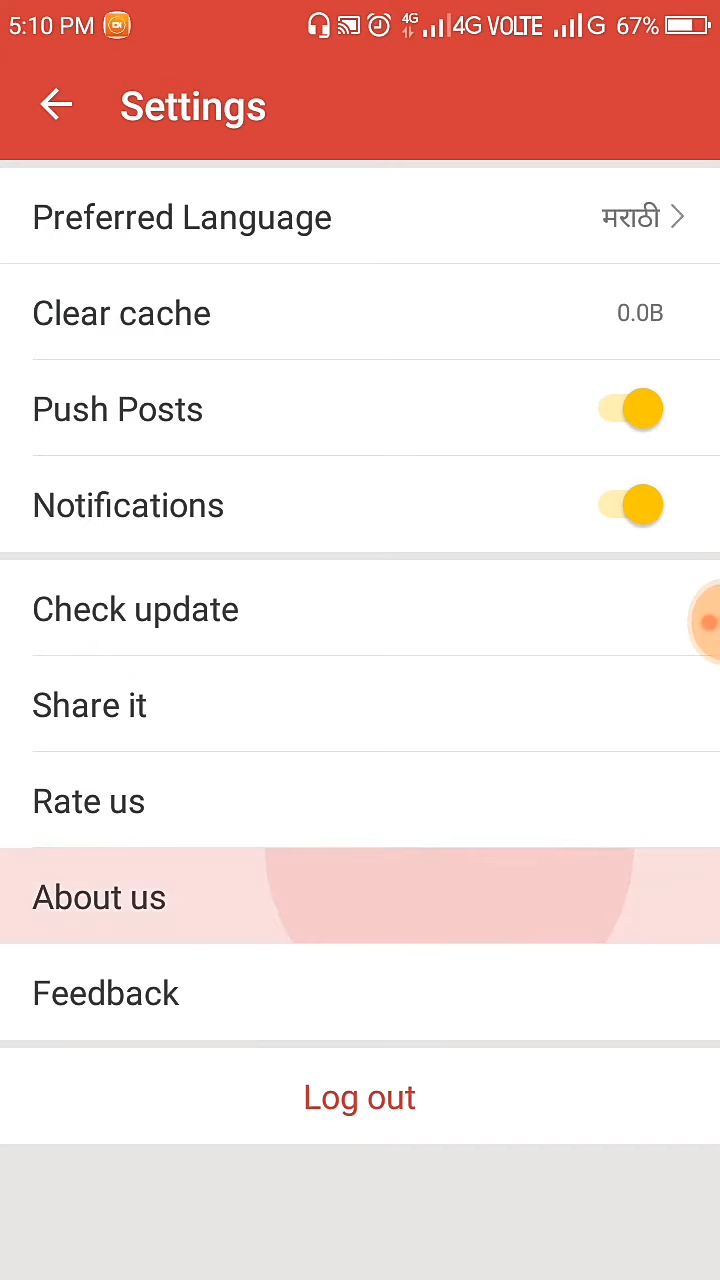 5:10 PM 4G 4G VOLTE G 67%
Settings
Preferred Language मराठी
Clear cache 0.0B
Push Posts
Notifications
Check update
Share it
Rate us
About us
Feedback
Log out